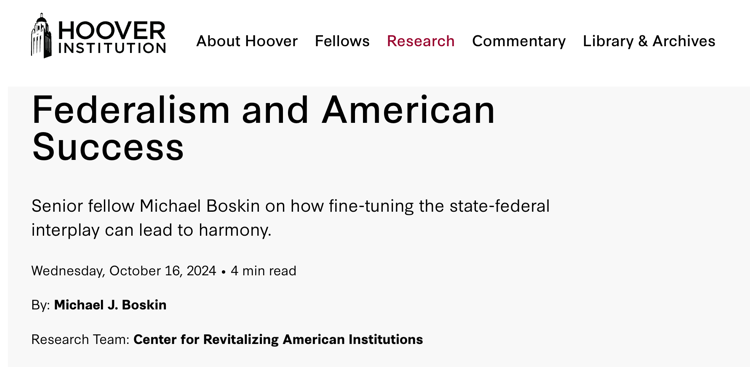 HOOVER
INSTITUTION
About Hoover Fellows Research Commentary Library & Archives
Federalism and American
Success
Senior fellow Michael Boskin on how fine-tuning the state-federal
interplay can lead to harmony.
Wednesday, October 16, 2024 • 4 min read
By: Michael J. Boskin
Research Team: Center for Revitalizing American Institutions